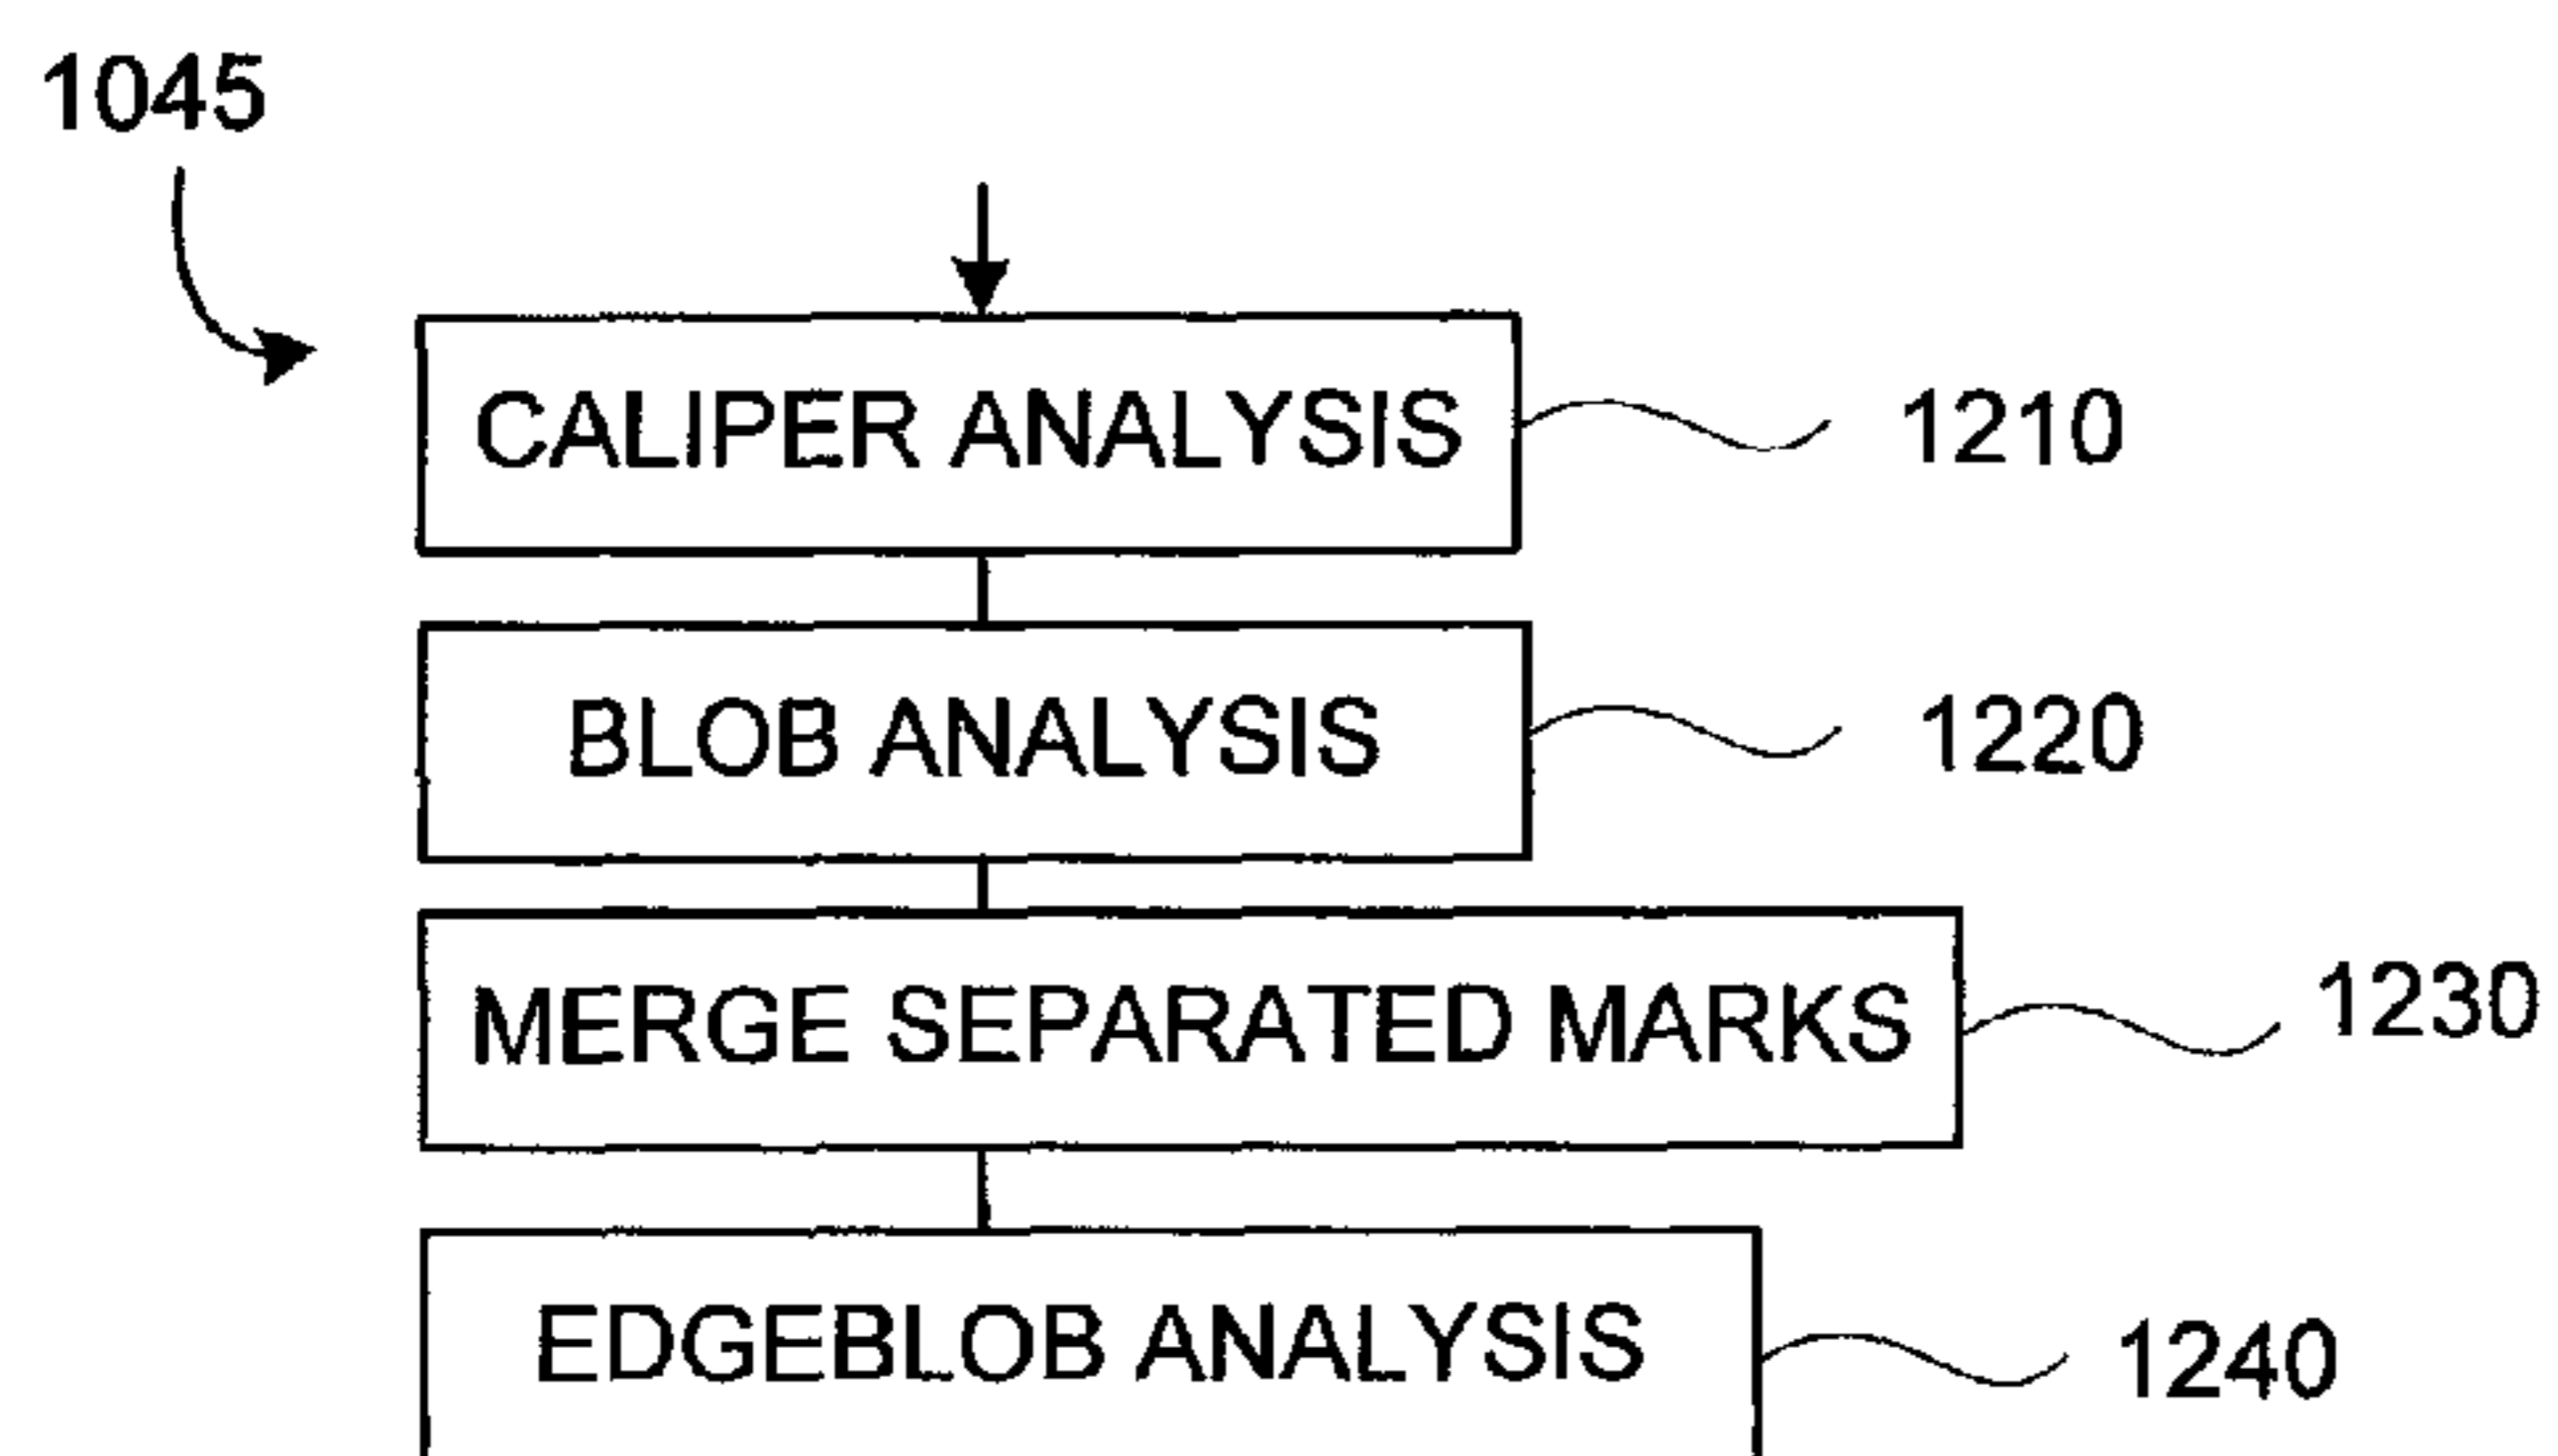 1045
CALIPER ANALYSIS 1210
BLOB ANALYSIS 1220
MERGE SEPARATED MARKS 1230
EDGEBLOB ANALYSIS 1240